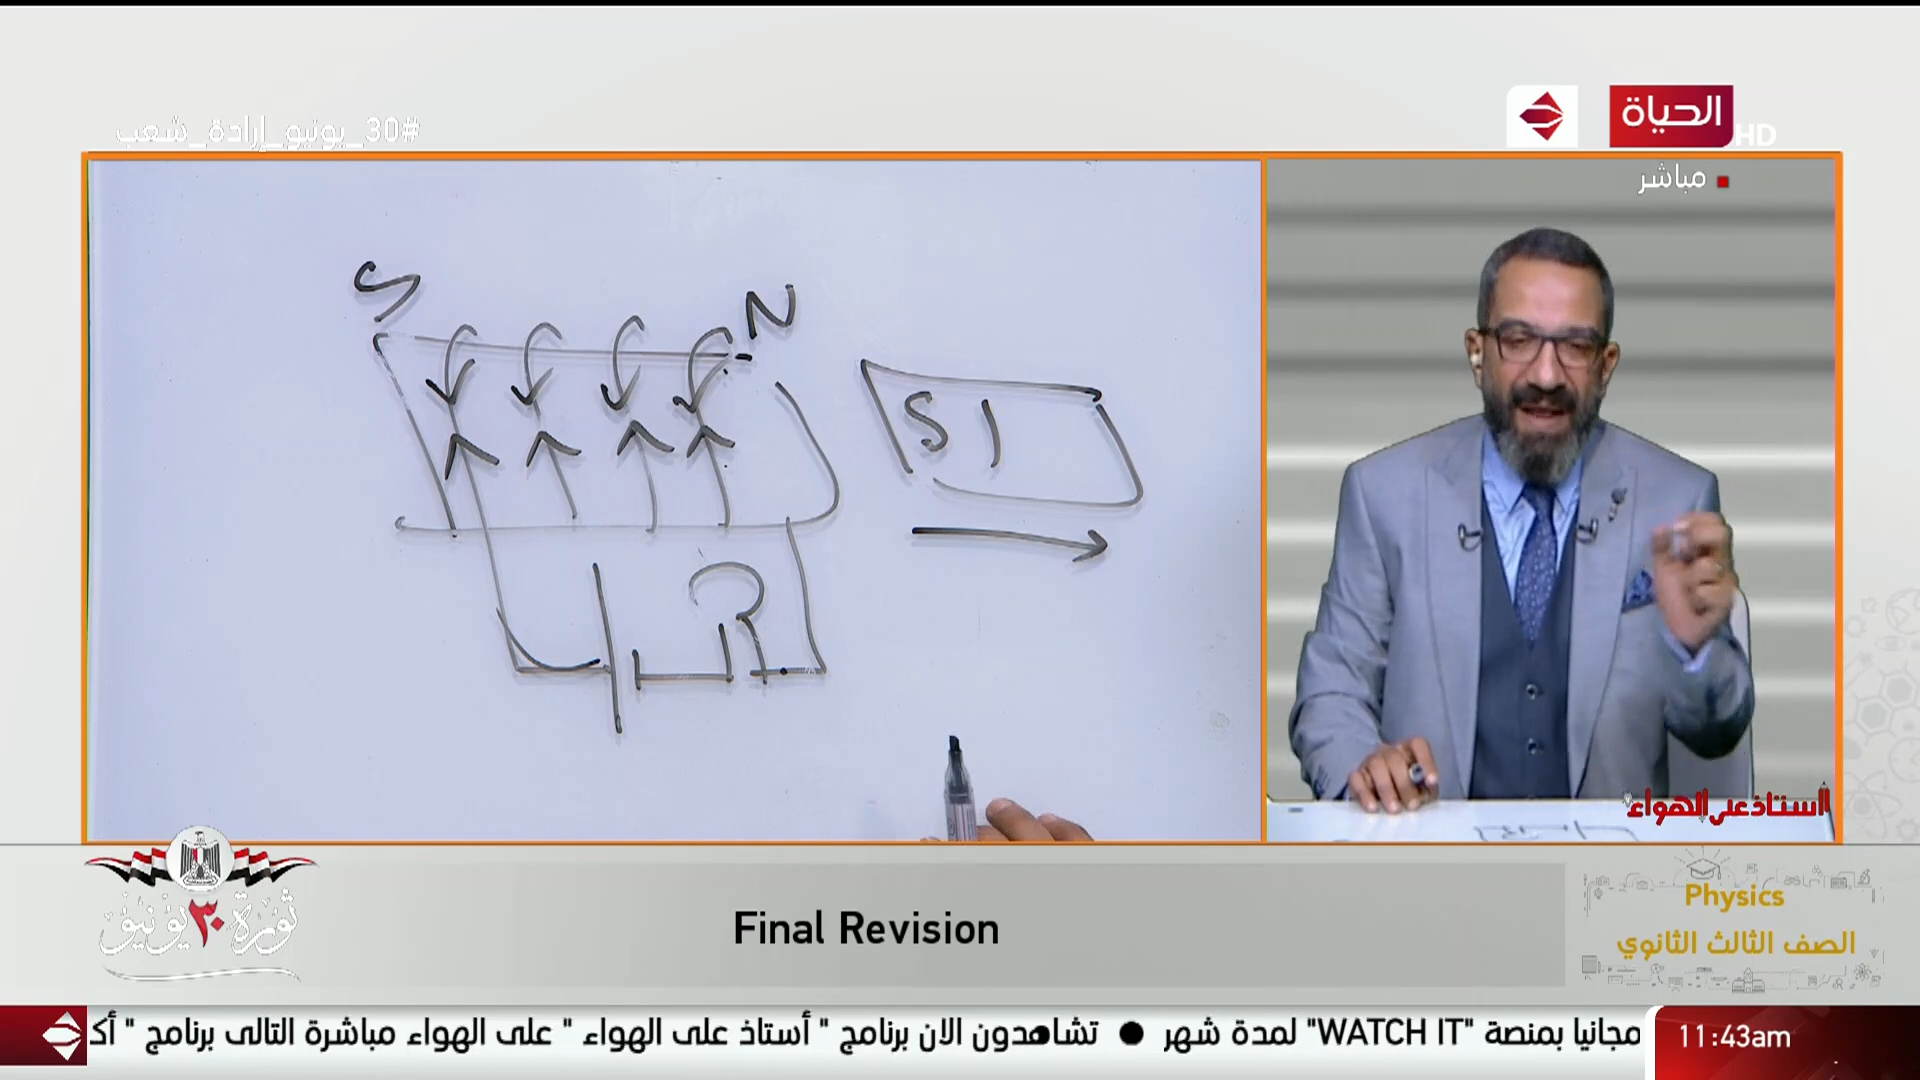 الحياة
HD
#30_يونيو_إرادة_شعب
مباشر
S
N
S
أستاذ على الهواء
ثورة ٣٠ يونيو
Final Revision
Physics
الصف الثالث الثانوي
مجانيا بمنصة "WATCH IT" لمدة شهر ● تشاهدون الان برنامج " أستاذ على الهواء " على الهواء مباشرة التالى برنامج " أك
11:43am